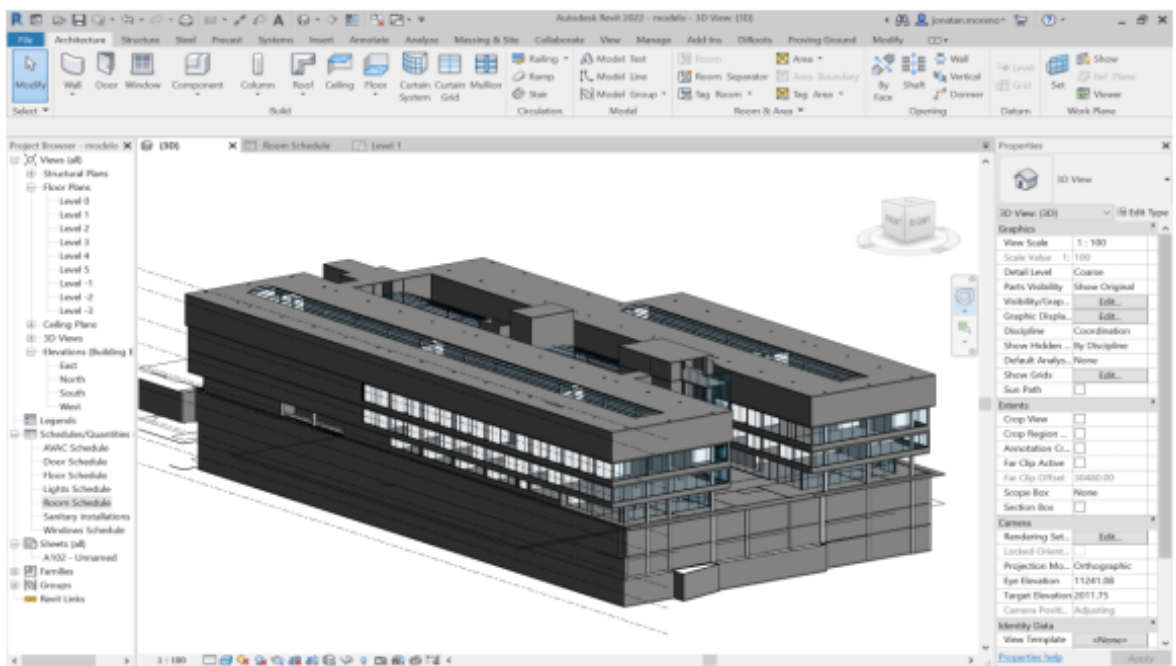 Autodesk Revit 2022 - modelo - 3D View: {3D}
jonatan.moreno
File Architecture Structure Steel Precast Systems Insert Annotate Analyze Massing & Site Collaborate View Manage Add-Ins DiRoots Proving Ground Modify
Modify
Wall Door Window Component Column Roof Ceiling Floor Curtain System Curtain Grid Mullion
Railing
Ramp
Stair
Model Text
Model Line
Model Group
Room
Room Separator
Tag Room
Area
Area Boundary
Tag Area
By Face
Shaft
Wall
Vertical
Dormer
Level
Grid
Set
Show
Ref Plane
Viewer
Select Build Circulation Model Room & Area Opening Datum Work Plane
Project Browser - modelo
Views (all)
Structural Plans
Floor Plans
Level 0
Level 1
Level 2
Level 3
Level 4
Level 5
Level -1
Level -2
Level -3
Ceiling Plans
3D Views
Elevations (Building E
East
North
South
West
Legends
Schedules/Quantities
AVAC Schedule
Door Schedule
Floor Schedule
Lights Schedule
Room Schedule
Sanitary installations
Windows Schedule
Sheets (all)
A102 - Unnamed
Families
Groups
Revit Links
{3D} Room Schedule Level 1
RIGHT
1 : 100
Properties
3D View
3D View: {3D} Edit Type
Graphics
View Scale 1 : 100
Scale Value 1: 100
Detail Level Coarse
Parts Visibility Show Original
Visibility/Grap... Edit...
Graphic Displa... Edit...
Discipline Coordination
Show Hidden ... By Discipline
Default Analys... None
Show Grids Edit...
Sun Path
Extents
Crop View
Crop Region ...
Annotation Cr...
Far Clip Active
Far Clip Offset 30480.00
Scope Box None
Section Box
Camera
Rendering Set... Edit...
Locked Orient...
Projection Mo... Orthographic
Eye Elevation 11241.08
Target Elevation 2011.75
Camera Positi... Adjusting
Identity Data
View Template <None>
Properties help Apply